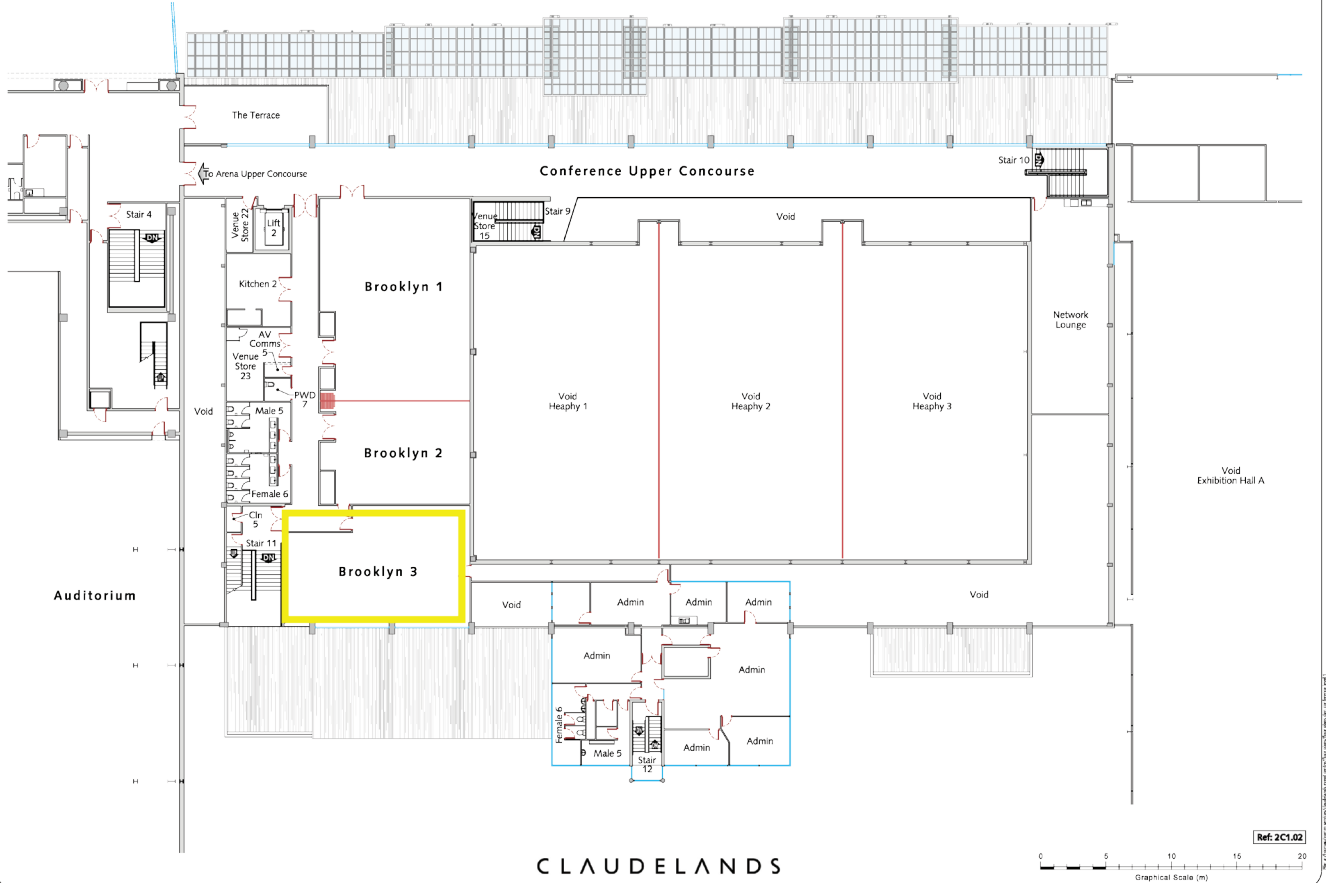 The Terrace
Conference Upper Concourse
Stair 10
DN
To Arena Upper Concourse
Stair 4
DN
Venue
Store 22
Lift
2
Venue
Store
15
Stair 9
DN
Void
Kitchen 2
Brooklyn 1
Network
Lounge
AV
Comms
5
Venue
Store
23
PWD
7
Void
Male 5
Void
Heaphy 1
Void
Heaphy 2
Void
Heaphy 3
Brooklyn 2
Female 6
Void
Exhibition Hall A
Cln
5
Stair 11
DN
Brooklyn 3
Auditorium
Void
Admin
Admin
Admin
Void
Admin
Admin
Female 6
Male 5
Stair
12
Admin
Admin
Ref: 2C1.02
CLAUDELANDS
0 5 10 15 20
Graphical Scale (m)